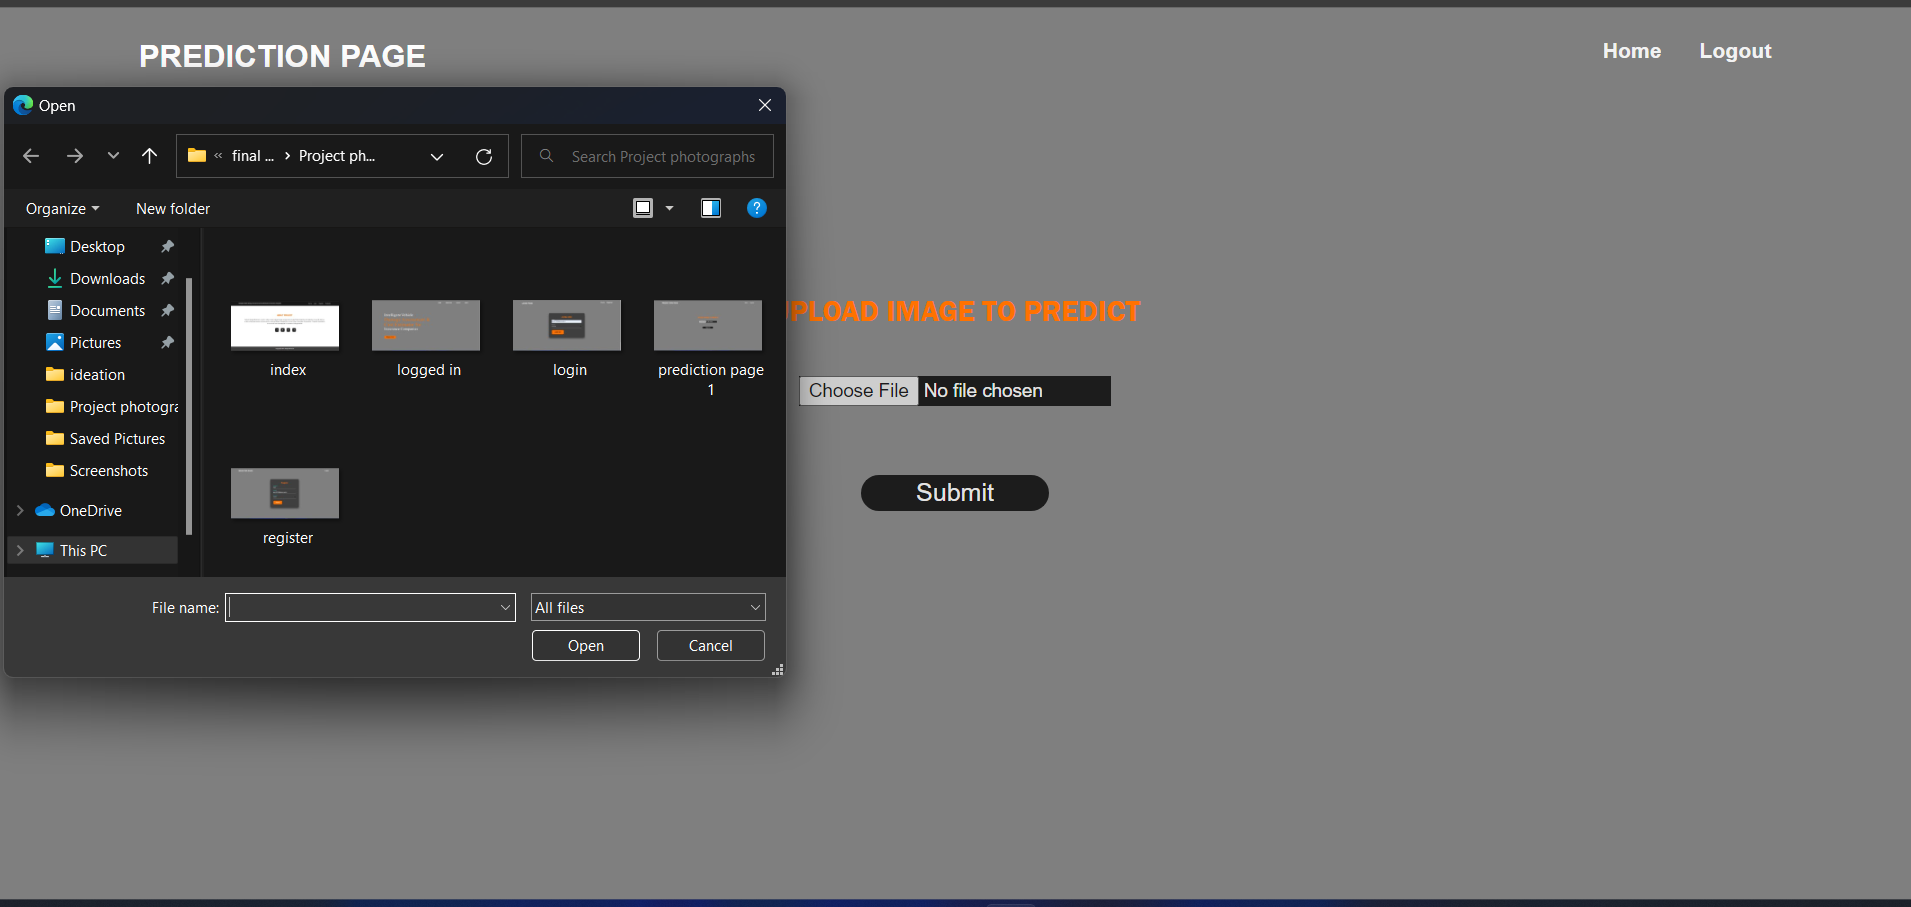 PREDICTION PAGE
Home
Logout
Open
« final ... > Project ph...
Search Project photographs
Organize
New folder
?
Desktop
Downloads
Documents
Pictures
ideation
Project photogra
Saved Pictures
Screenshots
OneDrive
This PC
index
logged in
login
prediction page
1
register
File name:
All files
Open
Cancel
PLOAD IMAGE TO PREDICT
Choose File
No file chosen
Submit